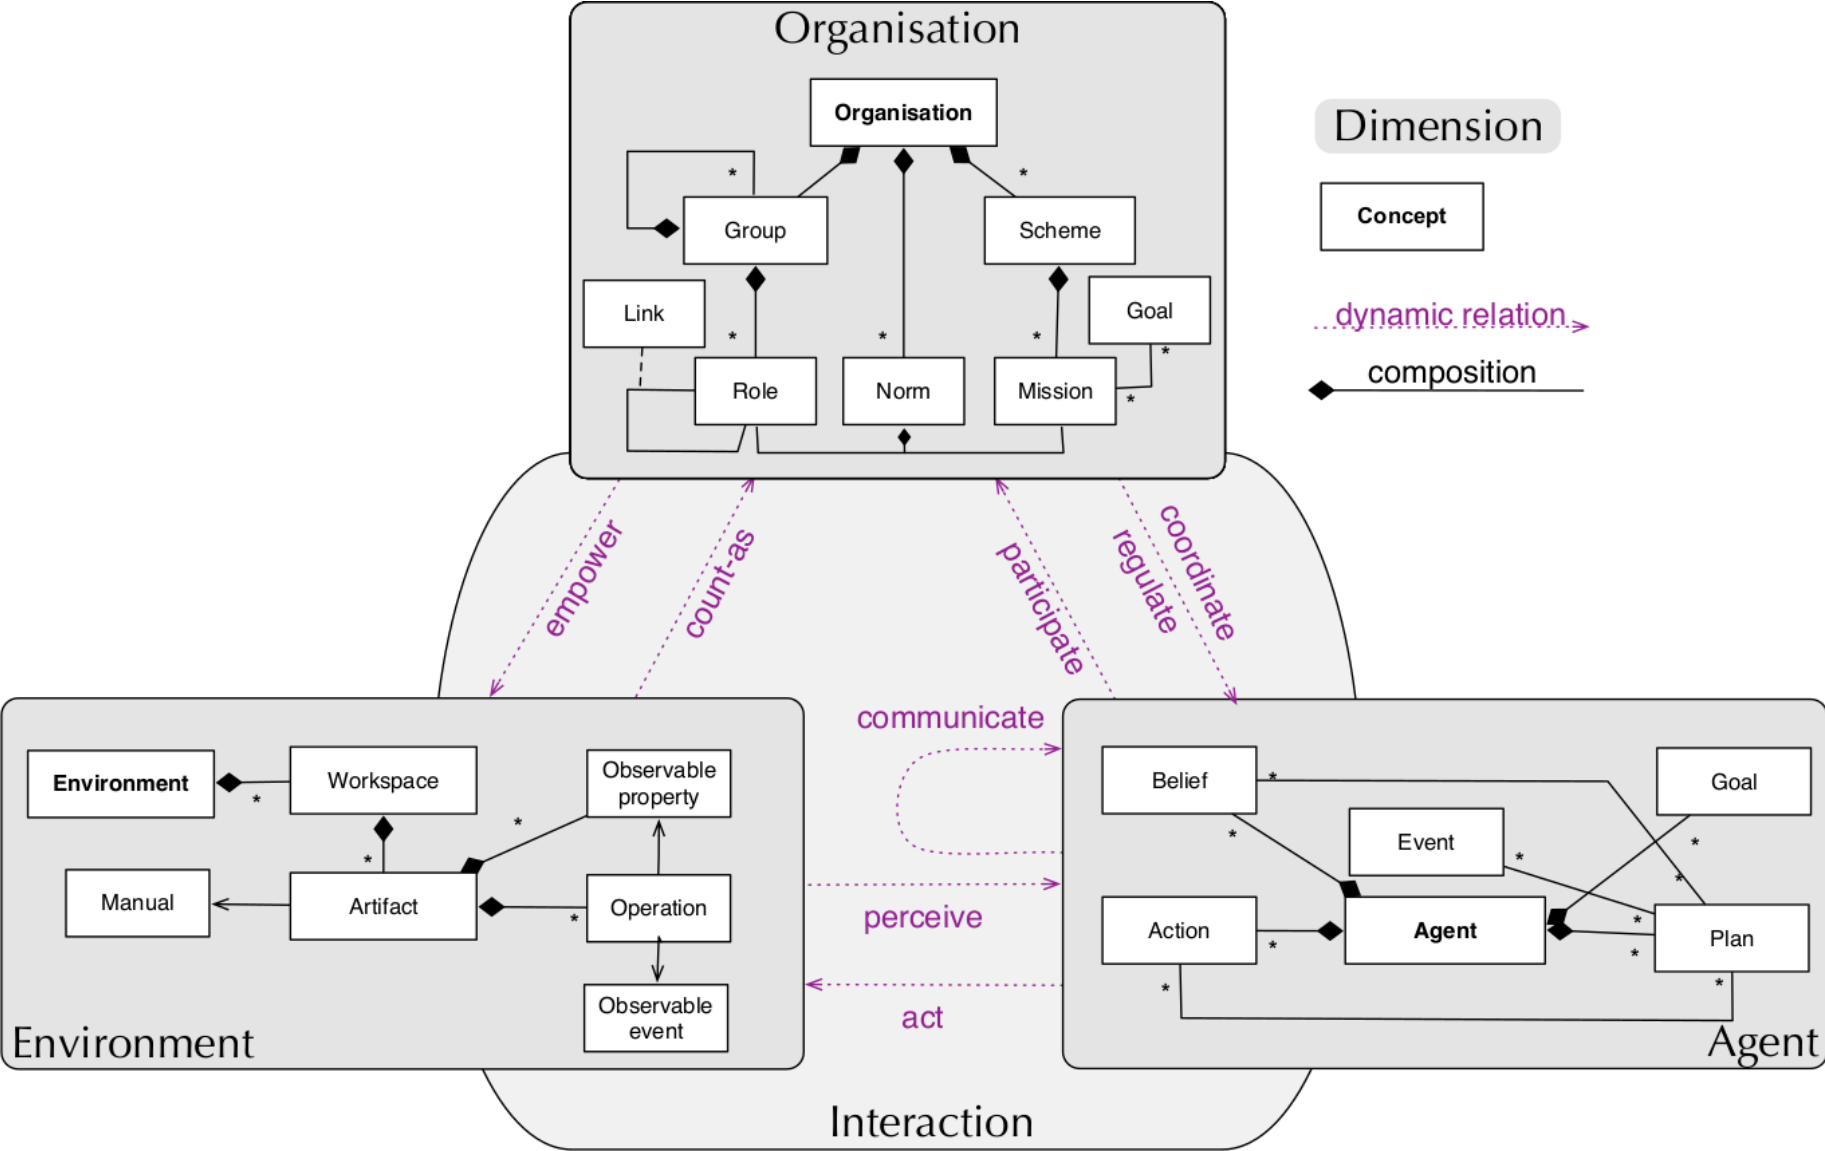 Organisation
Organisation
*
*
Group
Scheme
Link
Goal
*
*
*
*
Role
Norm
Mission
*
Dimension
Concept
dynamic relation
composition
empower
count-as
participate
regulate
coordinate
communicate
perceive
act
Environment
Workspace
Observable
property
*
*
*
Manual
Artifact
Operation
*
Observable
event
Environment
Belief
*
Goal
*
Event
*
*
*
*
Action
*
Agent
*
Plan
*
*
Agent
Interaction